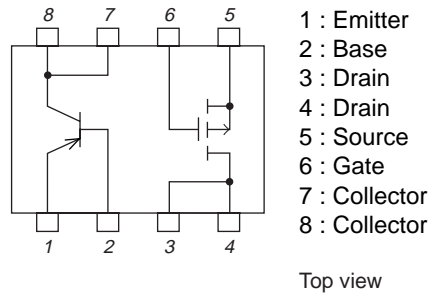 8 7 6 5
1 2 3 4
1 : Emitter
2 : Base
3 : Drain
4 : Drain
5 : Source
6 : Gate
7 : Collector
8 : Collector
Top view